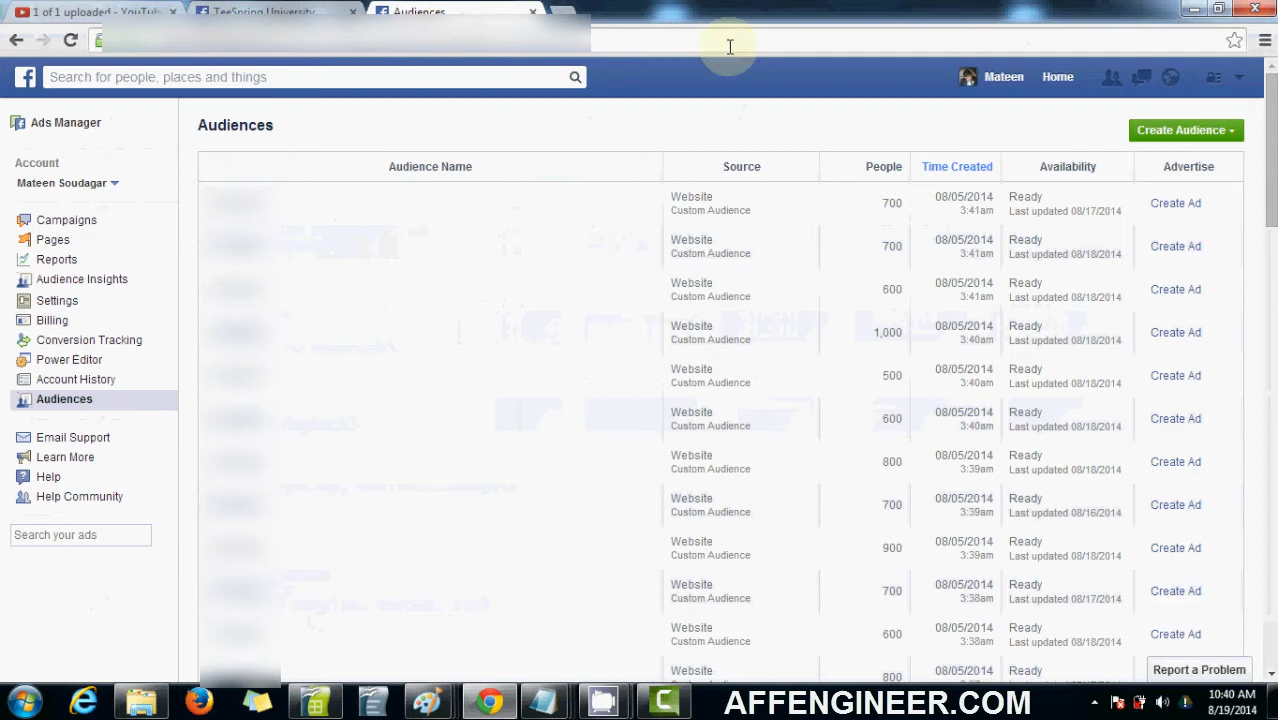 1 of 1 uploaded - YouTu
TeeSpring University
Audiences
Search for people, places and things
Mateen
Home
Ads Manager
Account
Mateen Soudagar
Campaigns
Pages
Reports
Audience Insights
Settings
Billing
Conversion Tracking
Power Editor
Account History
Audiences
Email Support
Learn More
Help
Help Community
Search your ads
Audiences
Create Audience
Audience Name Source People Time Created Availability Advertise
Website 700 08/05/2014 Ready Create Ad
Custom Audience 3:41am Last updated 08/17/2014
Website 700 08/05/2014 Ready Create Ad
Custom Audience 3:41am Last updated 08/18/2014
Website 600 08/05/2014 Ready Create Ad
Custom Audience 3:41am Last updated 08/18/2014
Website 1,000 08/05/2014 Ready Create Ad
Custom Audience 3:40am Last updated 08/18/2014
Website 500 08/05/2014 Ready Create Ad
Custom Audience 3:40am Last updated 08/18/2014
Website 600 08/05/2014 Ready Create Ad
Custom Audience 3:40am Last updated 08/18/2014
Website 800 08/05/2014 Ready Create Ad
Custom Audience 3:39am Last updated 08/18/2014
Website 700 08/05/2014 Ready Create Ad
Custom Audience 3:39am Last updated 08/16/2014
Website 900 08/05/2014 Ready Create Ad
Custom Audience 3:39am Last updated 08/18/2014
Website 700 08/05/2014 Ready Create Ad
Custom Audience 3:38am Last updated 08/17/2014
Website 600 08/05/2014 Ready Create Ad
Custom Audience 3:38am Last updated 08/18/2014
Website 800 08/05/2014 Ready
Report a Problem
AFFENGINEER.COM
10:40 AM
8/19/2014